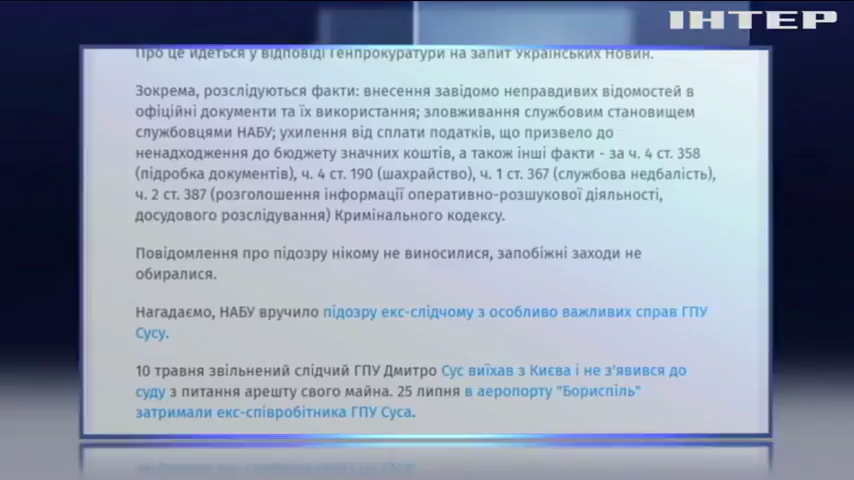 ІНТЕР
Про це йдеться у відповіді Генпрокуратури на запит Українських Новин.
Зокрема, розслідуються факти: внесення завідомо неправдивих відомостей в
офіційні документи та їх використання; зловживання службовим становищем
службовцями НАБУ; ухилення від сплати податків, що призвело до
ненадходження до бюджету значних коштів, а також інші факти - за ч. 4 ст. 358
(підробка документів), ч. 4 ст. 190 (шахрайство), ч. 1 ст. 367 (службова недбалість),
ч. 2 ст. 387 (розголошення інформації оперативно-розшукової діяльності,
досудового розслідування) Кримінального кодексу.
Повідомлення про підозру нікому не виносилися, запобіжні заходи не
обиралися.
Нагадаємо, НАБУ вручило підозру екс-слідчому з особливо важливих справ ГПУ
Сусу.
10 травня звільнений слідчий ГПУ Дмитро Сус виїхав з Києва і не з'явився до
суду з питання арешту свого майна. 25 липня в аеропорту "Бориспіль"
затримали екс-співробітника ГПУ Суса.